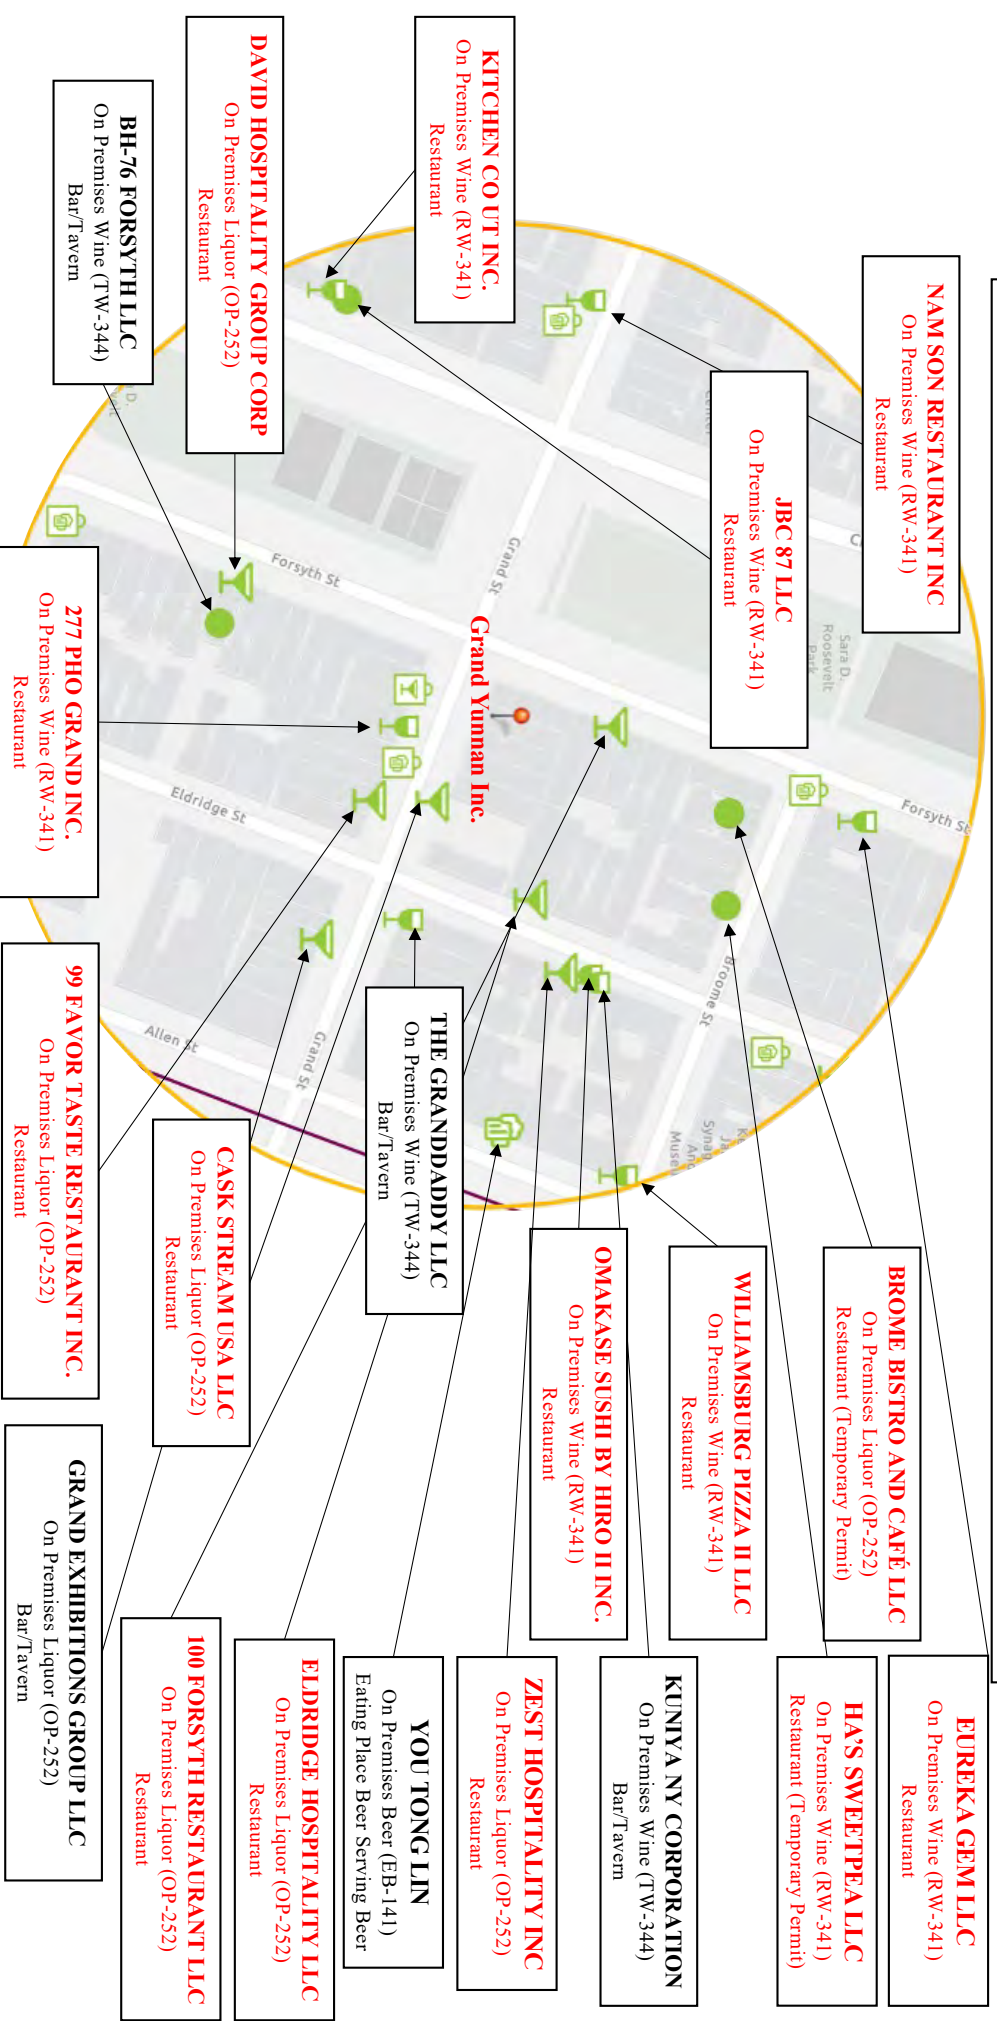 EUREKA GEM LLC
On Premises Wine (RW-341)
Restaurant
NAM SON RESTAURANT INC
On Premises Wine (RW-341)
Restaurant
BROME BISTRO AND CAFÉ LLC
On Premises Liquor (OP-252)
Restaurant (Temporary Permit)
HA'S SWEETPEA LLC
On Premises Wine (RW-341)
Restaurant (Temporary Permit)
JBC 87 LLC
On Premises Wine (RW-341)
Restaurant
WILLIAMSBURG PIZZA II LLC
On Premises Wine (RW-341)
Restaurant
KUNIYA NY CORPORATION
On Premises Wine (TW-344)
Bar/Tavern
OMAKASE SUSHI BY HIRO II INC.
On Premises Wine (RW-341)
Restaurant
ZEST HOSPITALITY INC
On Premises Liquor (OP-252)
Restaurant
KITCHEN CO UT INC.
On Premises Wine (RW-341)
Restaurant
THE GRANDDADDY LLC
On Premises Wine (TW-344)
Bar/Tavern
YOU TONG LIN
On Premises Beer (EB-141)
Eating Place Beer Serving Beer
ELDRIDGE HOSPITALITY LLC
On Premises Liquor (OP-252)
Restaurant
DAVID HOSPITALITY GROUP CORP
On Premises Liquor (OP-252)
Restaurant
CASK STREAM USA LLC
On Premises Liquor (OP-252)
Restaurant
100 FORSYTH RESTAURANT LLC
On Premises Liquor (OP-252)
Restaurant
BH-76 FORSYTH LLC
On Premises Wine (TW-344)
Bar/Tavern
277 PHO GRAND INC.
On Premises Wine (RW-341)
Restaurant
99 FAVOR TASTE RESTAURANT INC.
On Premises Liquor (OP-252)
Restaurant
GRAND EXHIBITIONS GROUP LLC
On Premises Liquor (OP-252)
Bar/Tavern
Grand Yunnan Inc.
Forsyth St
Sara D.
Roosevelt
Park
Broome St
Grand St
Forsyth St
Eldridge St
Grand St
Allen St